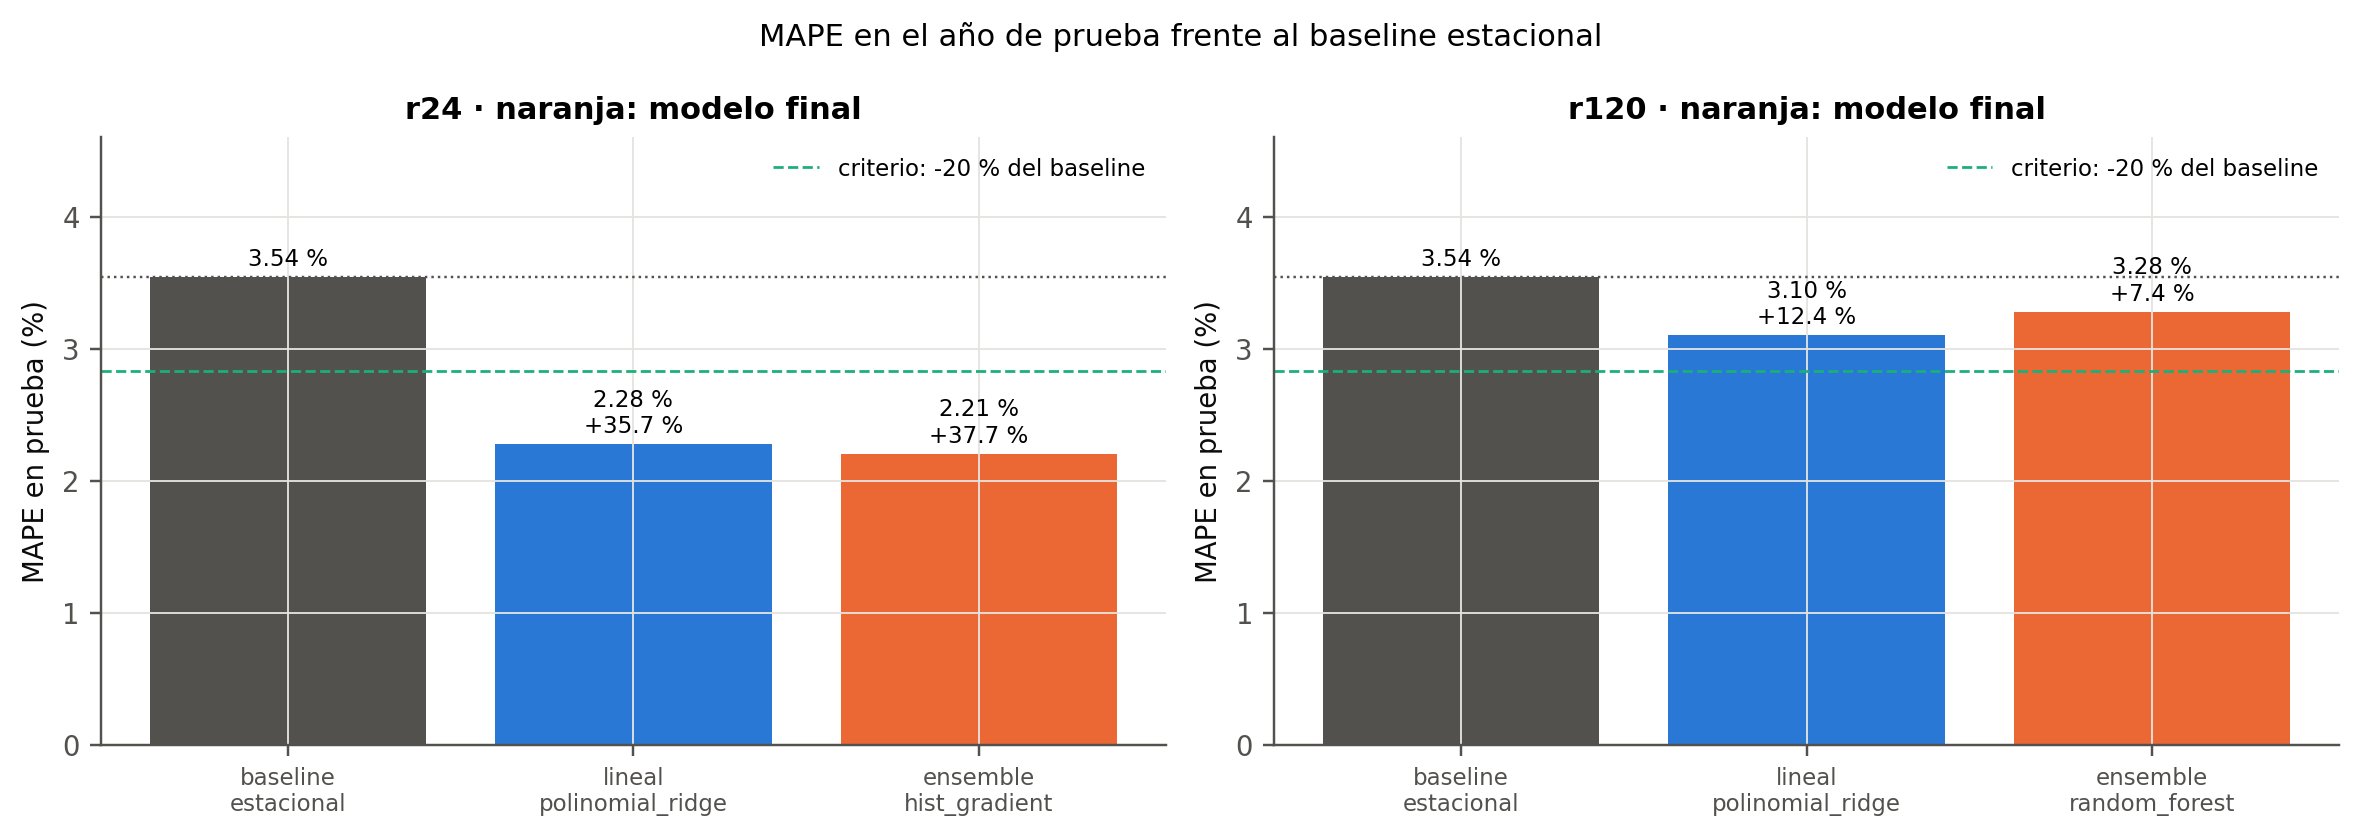 MAPE en el año de prueba frente al baseline estacional
r24 · naranja: modelo final
criterio: -20 % del baseline
MAPE en prueba (%)
4
3
2
1
0
3.54 %
2.28 %
+35.7 %
2.21 %
+37.7 %
baseline
estacional
lineal
polinomial_ridge
ensemble
hist_gradient
r120 · naranja: modelo final
criterio: -20 % del baseline
MAPE en prueba (%)
4
3
2
1
0
3.54 %
3.10 %
+12.4 %
3.28 %
+7.4 %
baseline
estacional
lineal
polinomial_ridge
ensemble
random_forest